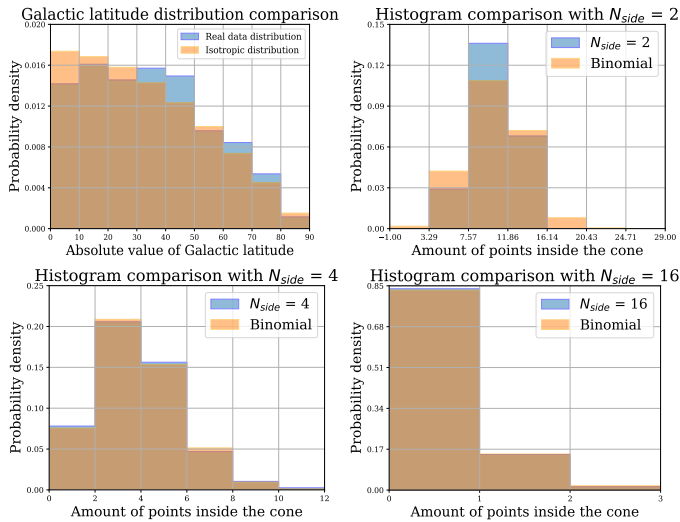 Galactic latitude distribution comparison
Real data distribution
Isotropic distribution
Probability density
0.020
0.016
0.012
0.008
0.004
0.000
0 10 20 30 40 50 60 70 80 90
Absolute value of Galactic latitude
Histogram comparison with N_side = 2
N_side = 2
Binomial
Probability density
0.15
0.12
0.09
0.06
0.03
0.00
−1.00 3.29 7.57 11.86 16.14 20.43 24.71 29.00
Amount of points inside the cone
Histogram comparison with N_side = 4
N_side = 4
Binomial
Probability density
0.25
0.20
0.15
0.10
0.05
0.00
0 2 4 6 8 10 12
Amount of points inside the cone
Histogram comparison with N_side = 16
N_side = 16
Binomial
Probability density
0.85
0.68
0.51
0.34
0.17
0.00
0 1 2 3
Amount of points inside the cone